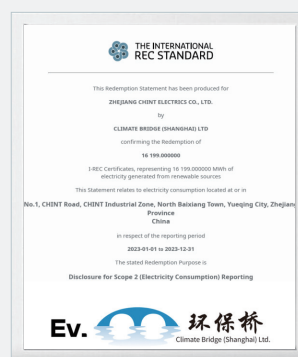 THE INTERNATIONAL
REC STANDARD
This Redemption Statement has been produced for
ZHEJIANG CHINT ELECTRICS CO., LTD.
by
CLIMATE BRIDGE (SHANGHAI) LTD
confirming the Redemption of
16 199.000000
I-REC Certificates, representing 16 199.000000 MWh of
electricity generated from renewable sources
This Statement relates to electricity consumption located at or in
No.1, CHINT Road, CHINT Industrial Zone, North Baixiang Town, Yueqing City, Zhejiang
Province
China
in respect of the reporting period
2023-01-01 to 2023-12-31
The stated Redemption Purpose is
Disclosure for Scope 2 (Electricity Consumption) Reporting
Ev.
环保桥
Climate Bridge (Shanghai) Ltd.